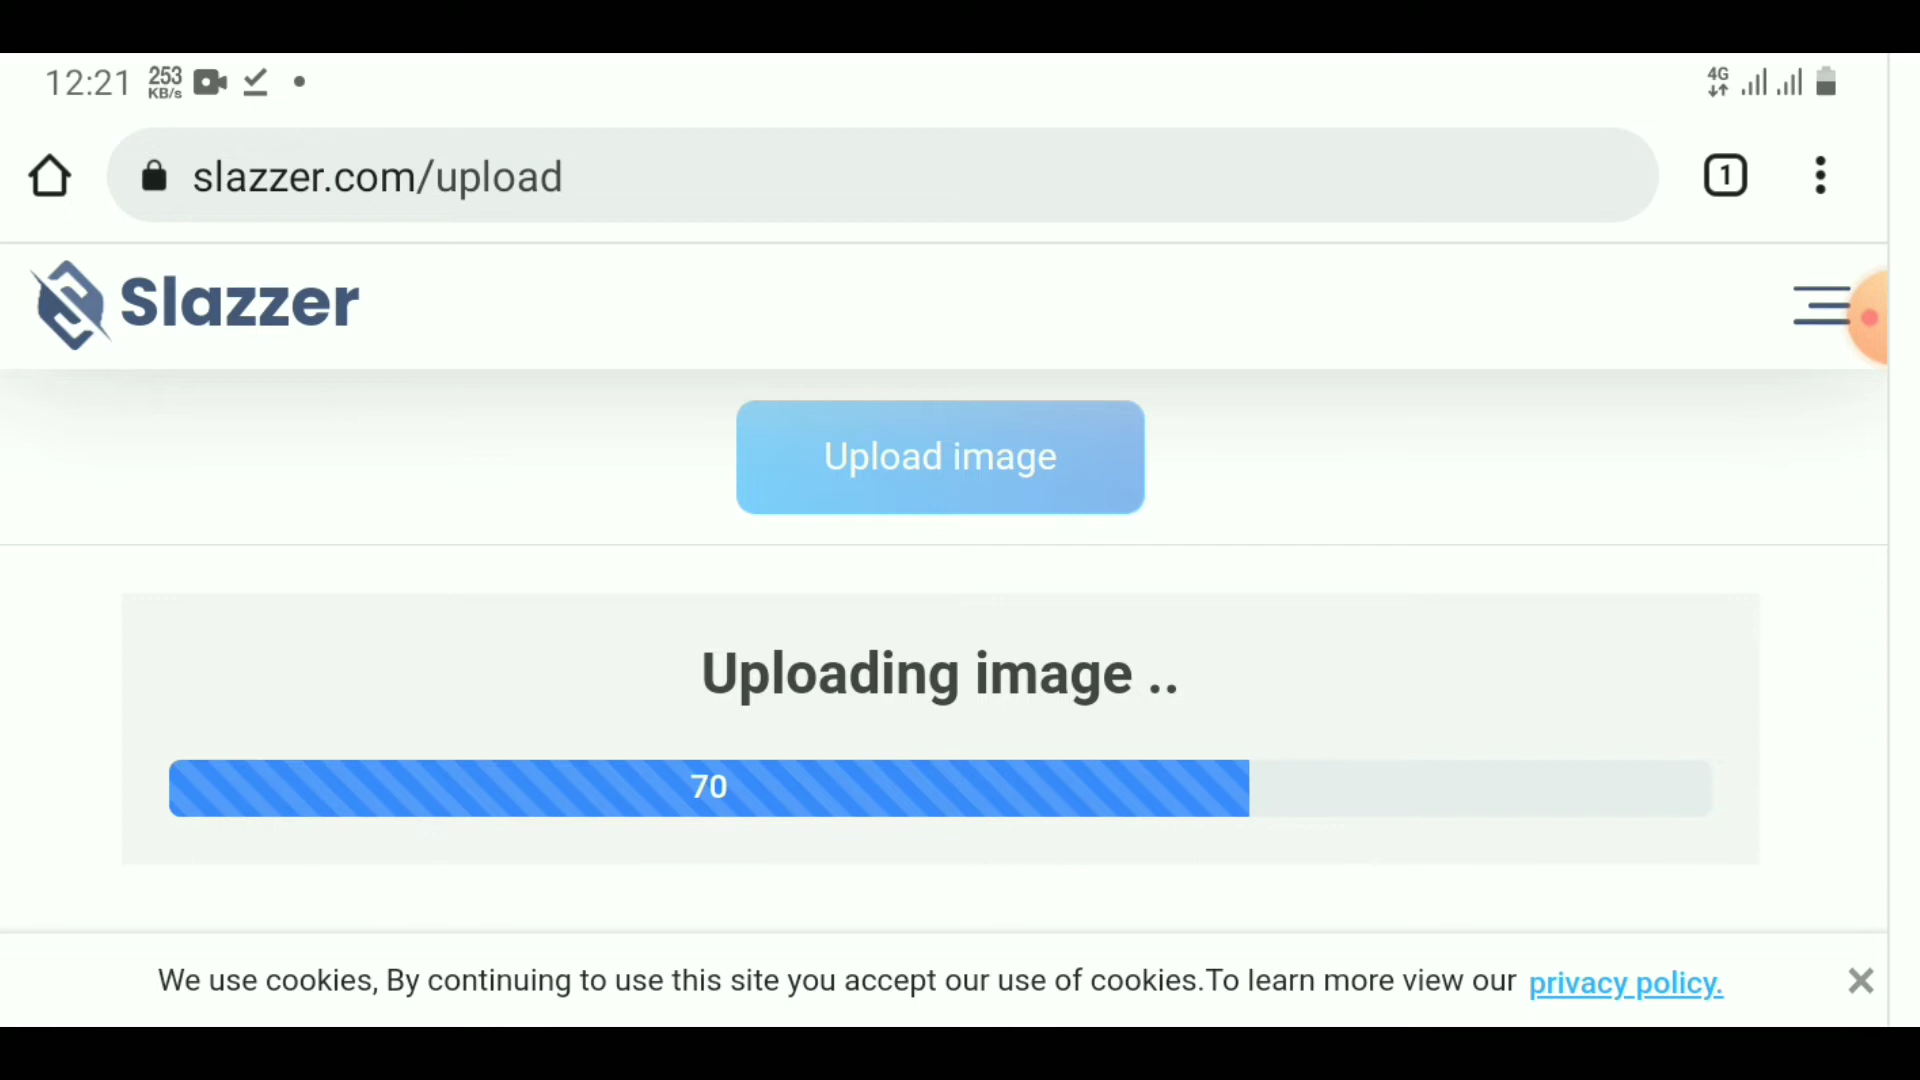 12:21 253 KB/s 4G
slazzer.com/upload 1
Slazzer
Upload image
Uploading image ..
70
We use cookies, By continuing to use this site you accept our use of cookies.To learn more view our privacy policy.